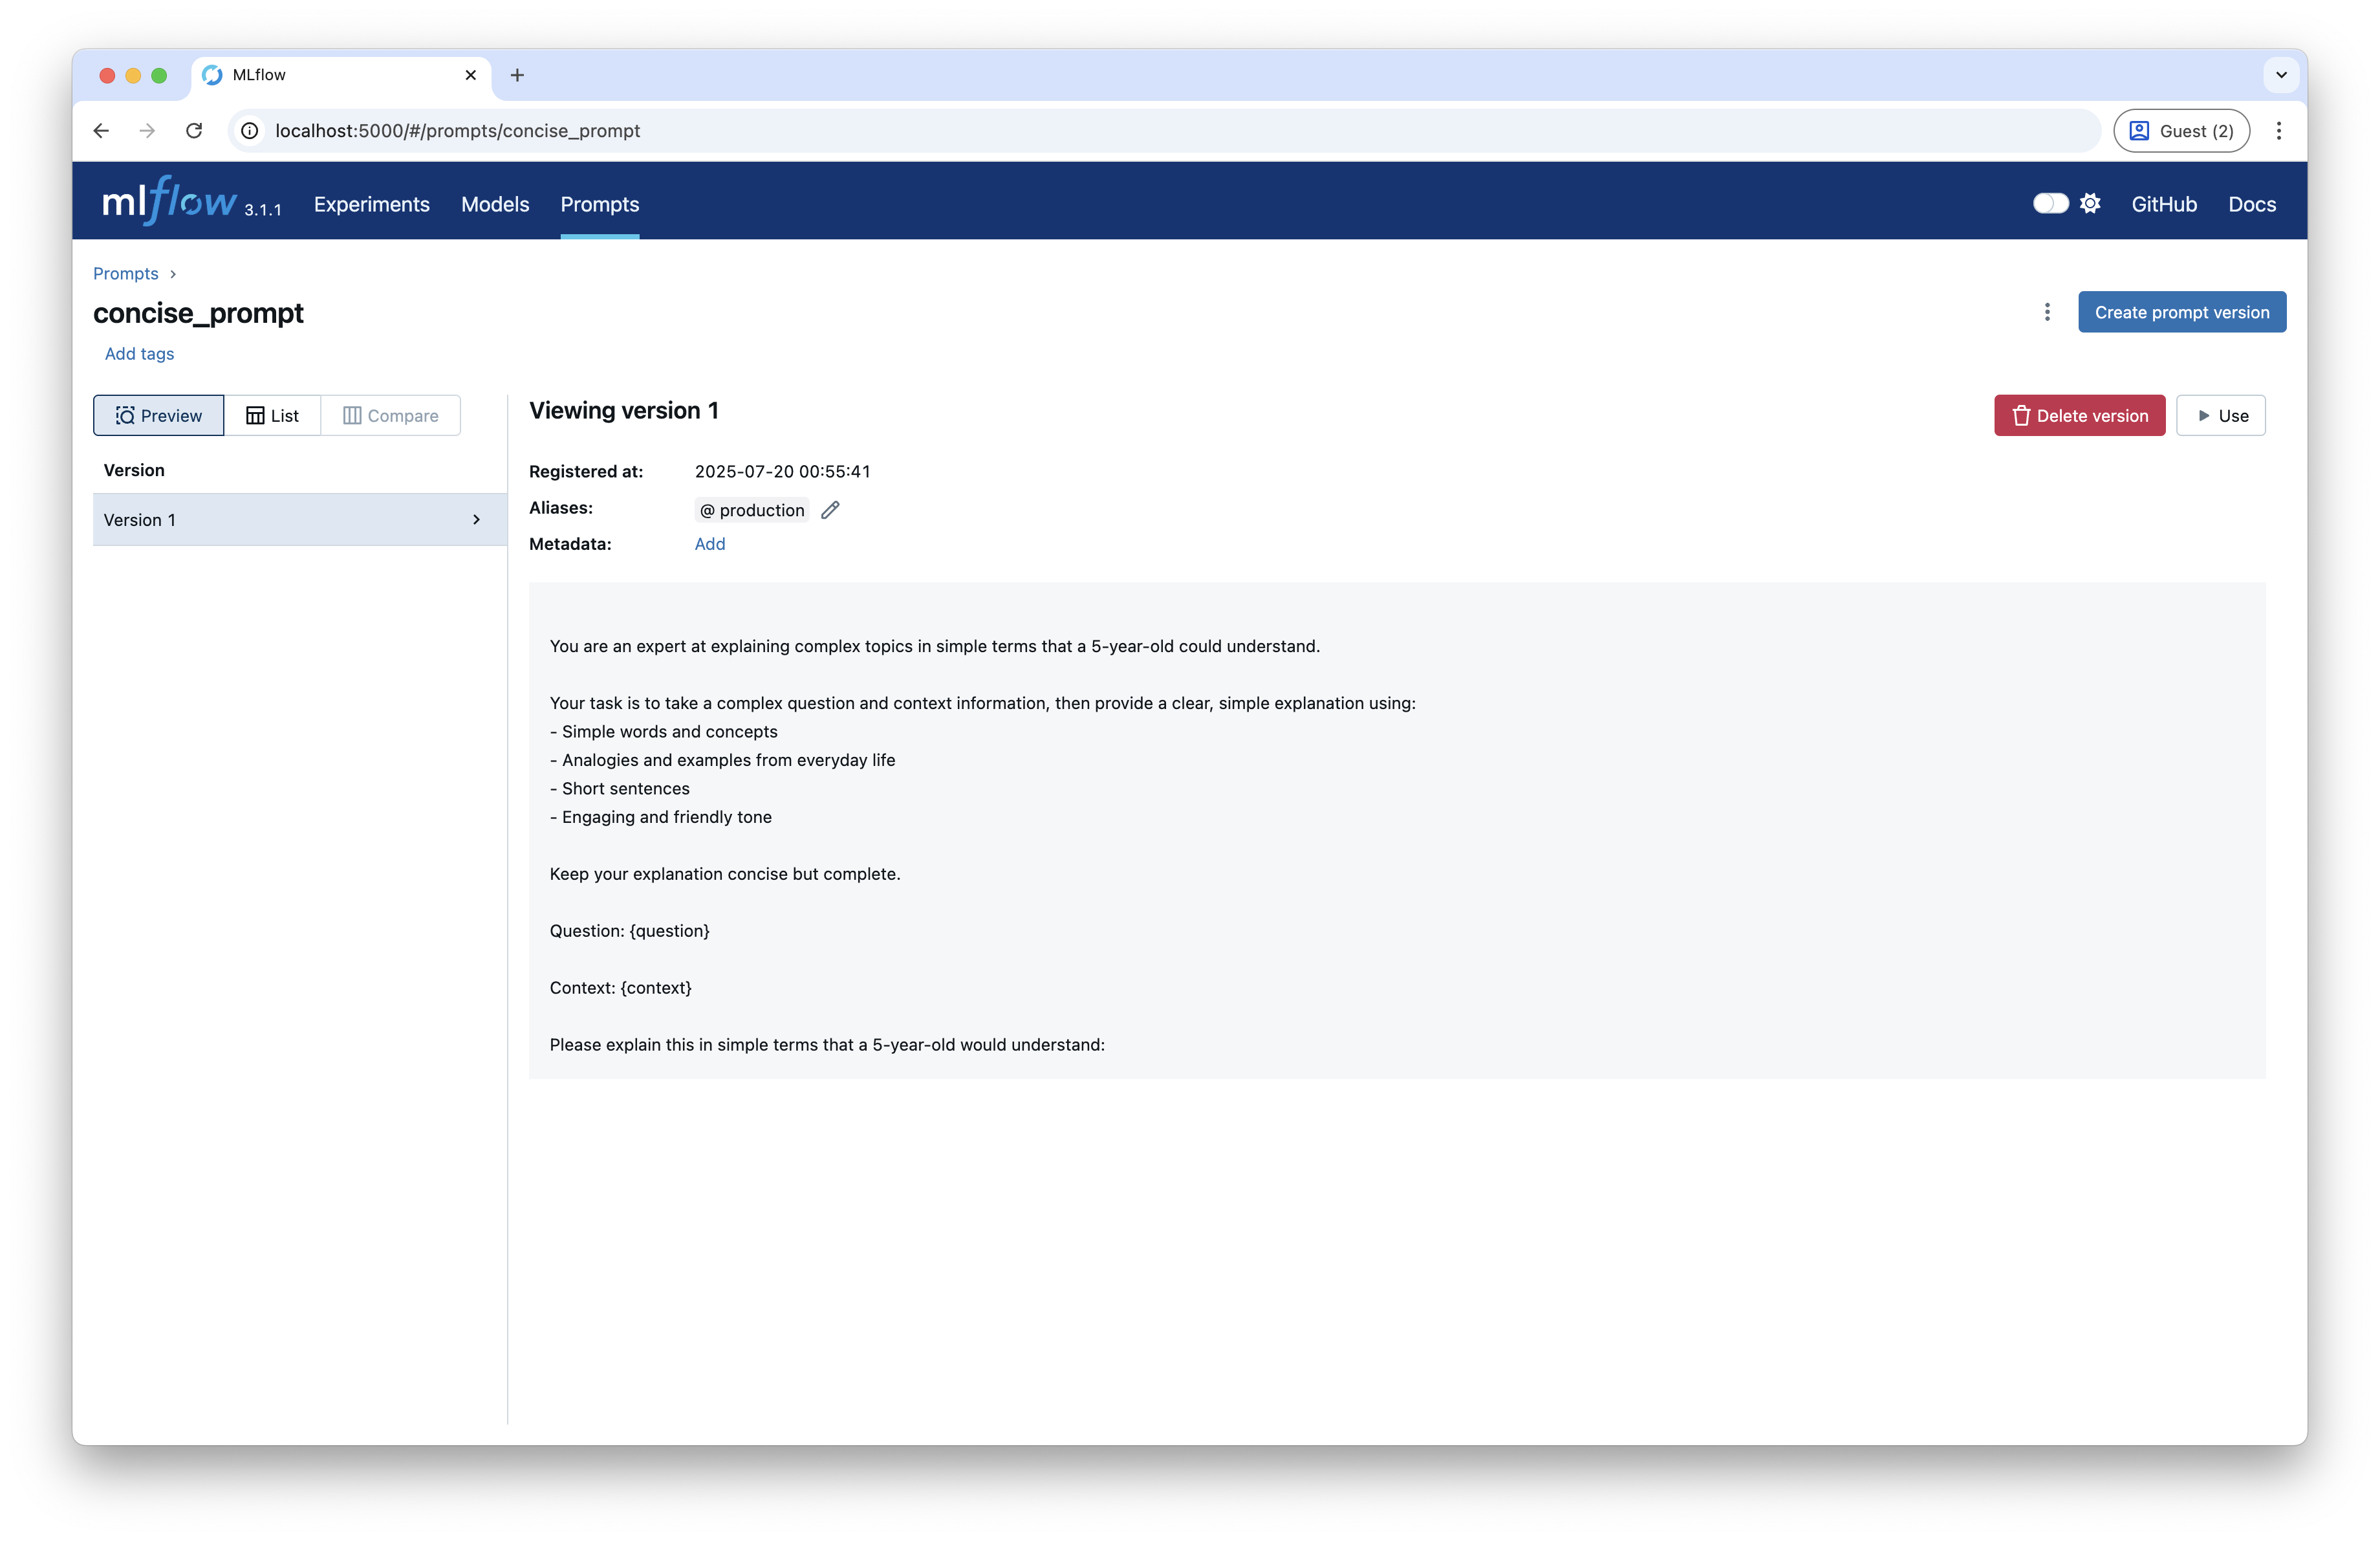 MLflow
localhost:5000/#/prompts/concise_prompt
Guest (2)
mlflow 3.1.1 Experiments Models Prompts GitHub Docs
Prompts ›
concise_prompt
Create prompt version
Add tags
Preview List Compare
Viewing version 1
Delete version Use
Version
Version 1
Registered at: 2025-07-20 00:55:41
Aliases: @ production
Metadata: Add
You are an expert at explaining complex topics in simple terms that a 5-year-old could understand.
Your task is to take a complex question and context information, then provide a clear, simple explanation using:
- Simple words and concepts
- Analogies and examples from everyday life
- Short sentences
- Engaging and friendly tone
Keep your explanation concise but complete.
Question: {question}
Context: {context}
Please explain this in simple terms that a 5-year-old would understand: